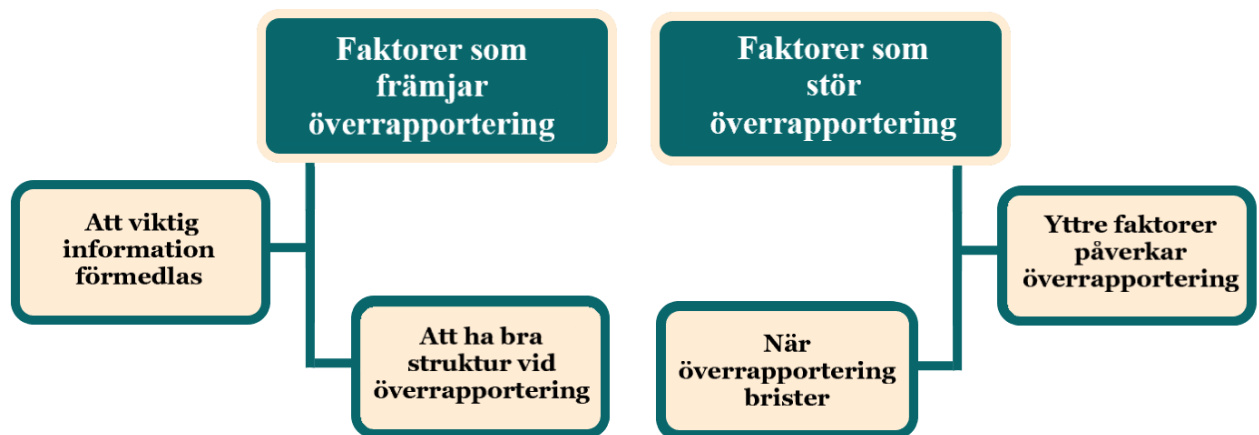 Faktorer som
främjar
överrapportering
Faktorer som
stör
överrapportering
Att viktig
information
förmedlas
Att ha bra
struktur vid
överrapportering
När
överrapportering
brister
Yttre faktorer
påverkar
överrapportering